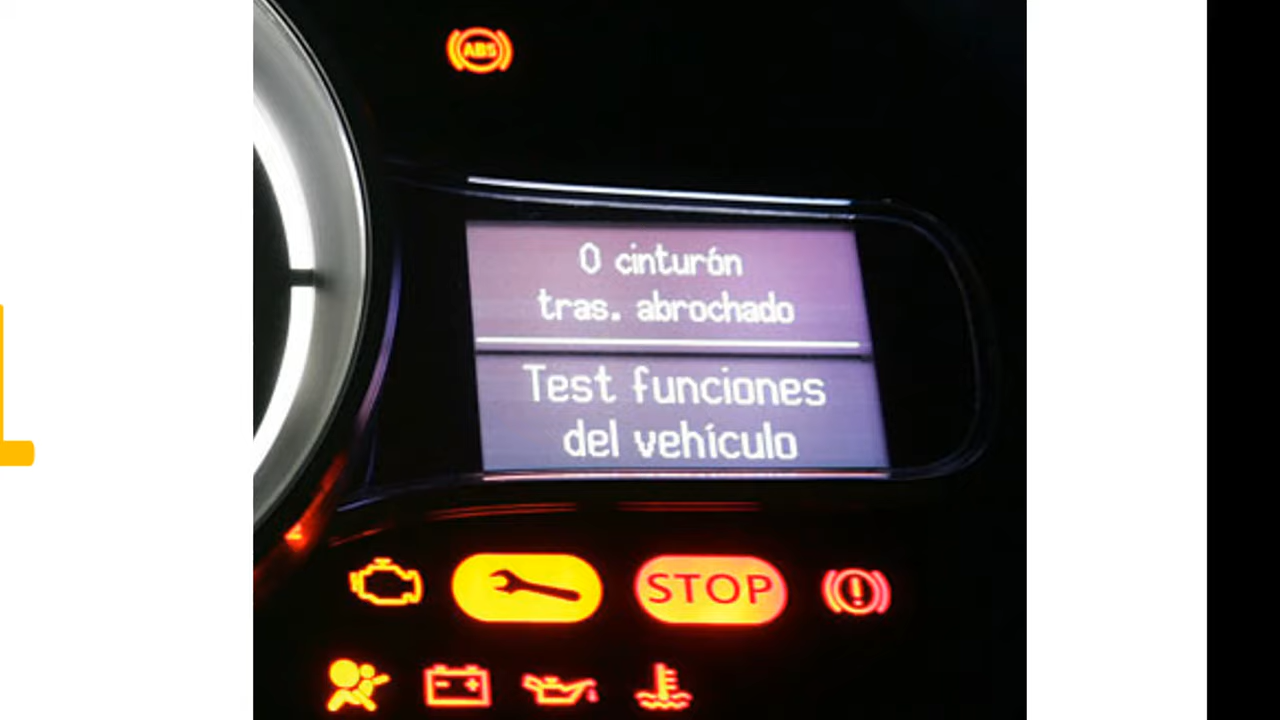 ABS
0 cinturón
tras. abrochado
Test funciones
del vehículo
STOP